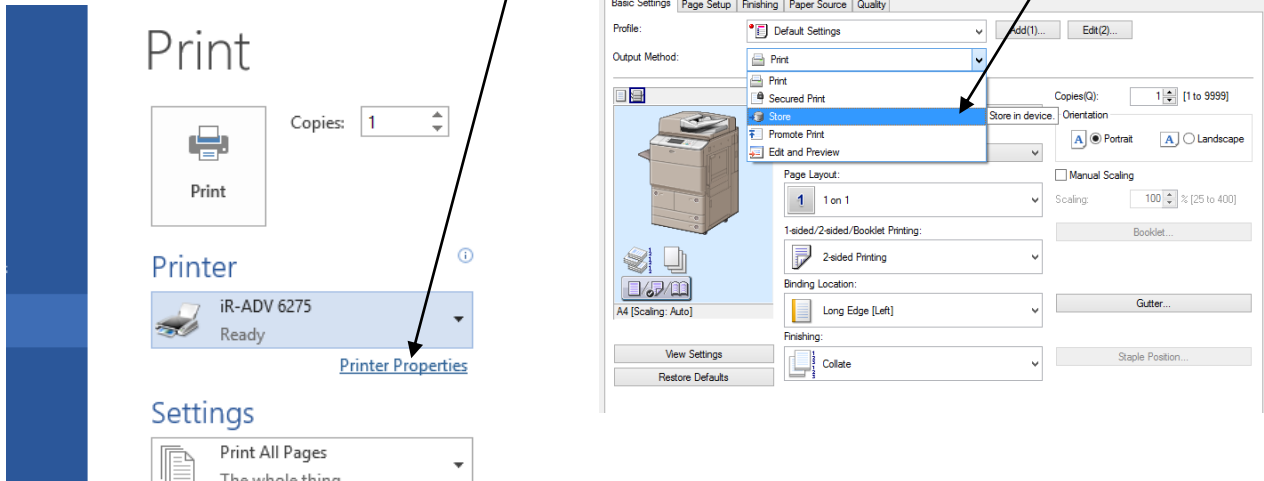 Print
Copies: 1
Print
Printer
iR-ADV 6275
Ready
Printer Properties
Settings
Print All Pages
The whole thing
Basic Settings Page Setup Finishing Paper Source Quality
Profile: Default Settings Add(1)... Edit(2)...
Output Method: Print
Print
Secured Print
Store
Store in device.
Promote Print
Edit and Preview
Copies(Q): 1 [1 to 9999]
Orientation
A Portrait A Landscape
Page Layout:
1 1 on 1
Manual Scaling
Scaling: 100 % [25 to 400]
1-sided/2-sided/Booklet Printing:
2-sided Printing
Booklet...
Binding Location:
Long Edge [Left]
Gutter...
Finishing:
Collate
Staple Position...
A4 [Scaling: Auto]
View Settings
Restore Defaults